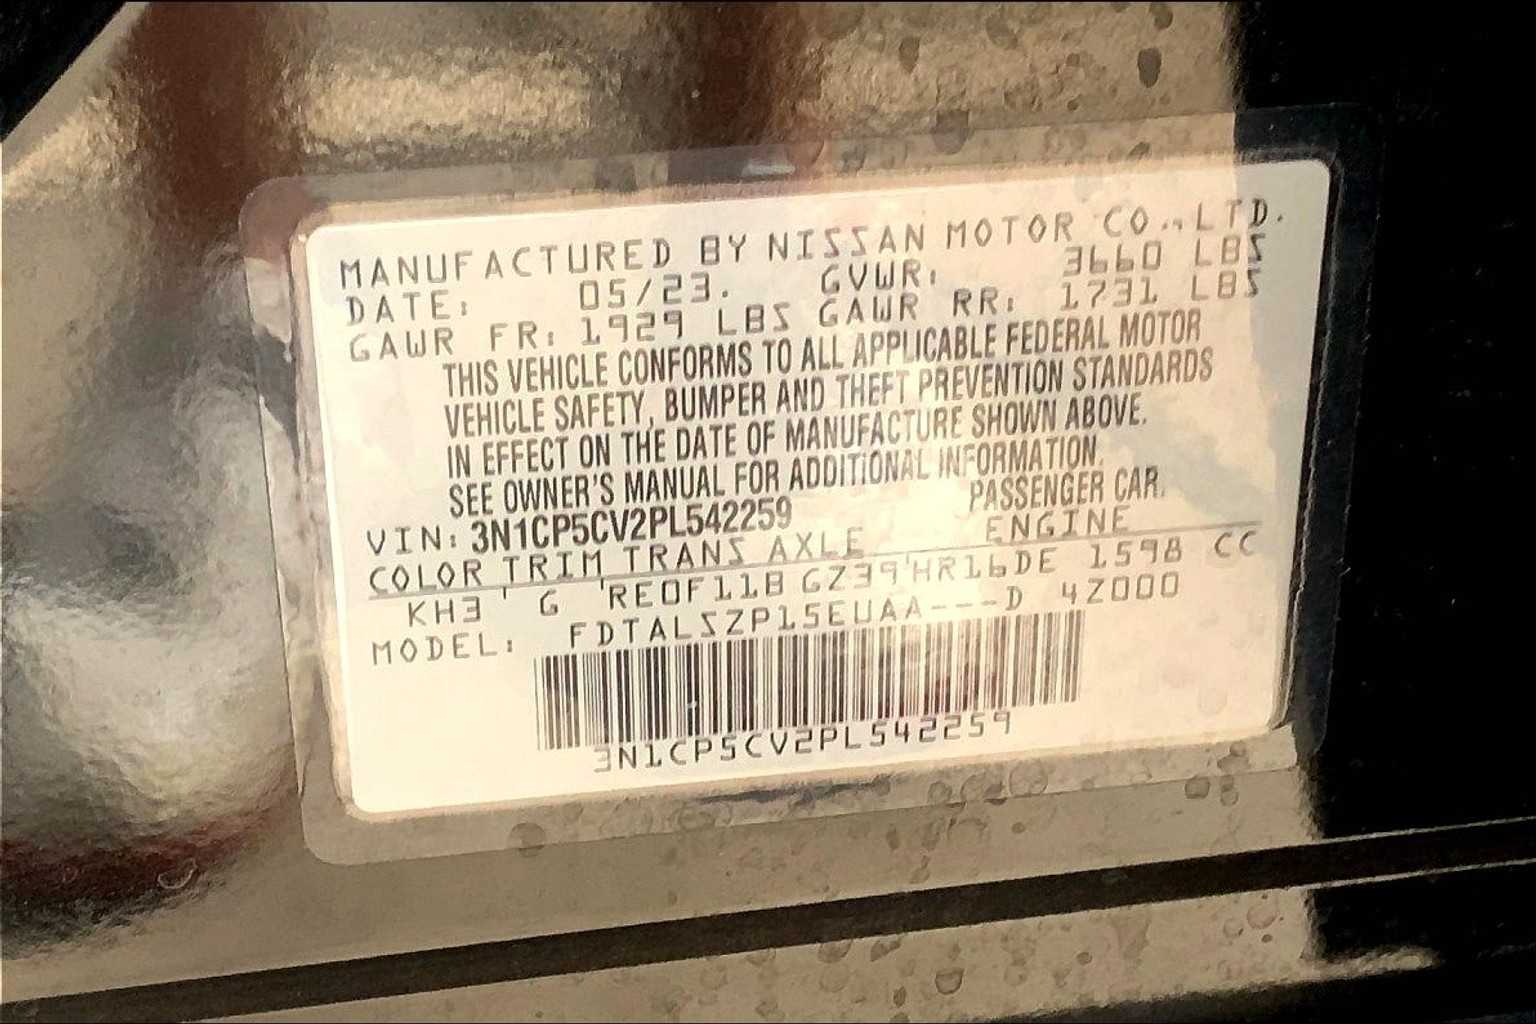 MANUFACTURED BY NISSAN MOTOR CO., LTD.
DATE: 05/23. GVWR: 3660 LBS
GAWR FR: 1929 LBS GAWR RR: 1731 LBS
THIS VEHICLE CONFORMS TO ALL APPLICABLE FEDERAL MOTOR
VEHICLE SAFETY, BUMPER AND THEFT PREVENTION STANDARDS
IN EFFECT ON THE DATE OF MANUFACTURE SHOWN ABOVE.
SEE OWNER'S MANUAL FOR ADDITIONAL INFORMATION.
PASSENGER CAR.
VIN: 3N1CP5CV2PL542259
COLOR TRIM TRANS AXLE ENGINE
KH3 ' G 'RE0F11B GZ39'HR16DE 1598 CC
MODEL: FDTALSZP15EUAA---D 4Z000
3N1CP5CV2PL542259